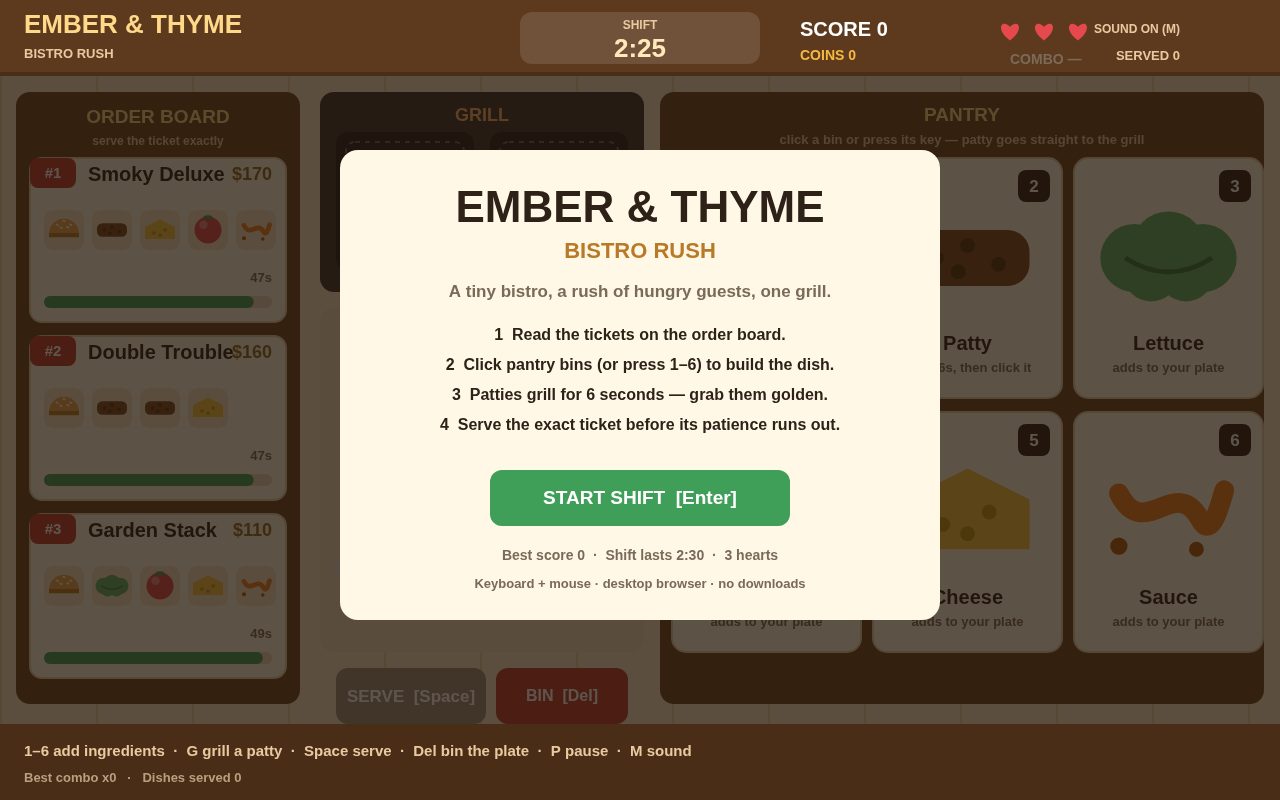 EMBER & THYME
BISTRO RUSH
SHIFT
2:25
SCORE 0
COINS 0
SOUND ON (M)
COMBO —
SERVED 0
ORDER BOARD
serve the ticket exactly
#1 Smoky Deluxe $170
47s
#2 Double Trouble $160
47s
#3 Garden Stack $110
49s
GRILL
PANTRY
click a bin or press its key — patty goes straight to the grill
2
Patty
6s, then click it
3
Lettuce
adds to your plate
adds to your plate
5
Cheese
adds to your plate
6
Sauce
adds to your plate
EMBER & THYME
BISTRO RUSH
A tiny bistro, a rush of hungry guests, one grill.
1 Read the tickets on the order board.
2 Click pantry bins (or press 1–6) to build the dish.
3 Patties grill for 6 seconds — grab them golden.
4 Serve the exact ticket before its patience runs out.
START SHIFT [Enter]
Best score 0 · Shift lasts 2:30 · 3 hearts
Keyboard + mouse · desktop browser · no downloads
SERVE [Space]
BIN [Del]
1–6 add ingredients · G grill a patty · Space serve · Del bin the plate · P pause · M sound
Best combo x0 · Dishes served 0